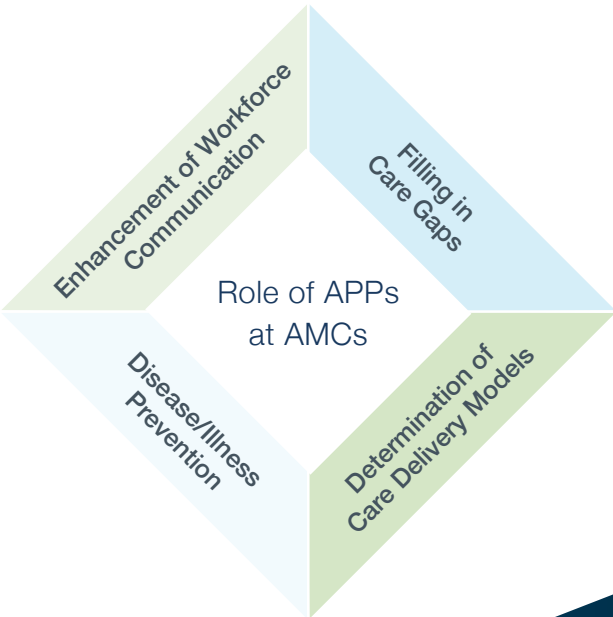 Enhancement of Workforce
Communication
Filling in
Care Gaps
Role of APPs
at AMCs
Disease/Illness
Prevention
Determination of
Care Delivery Models